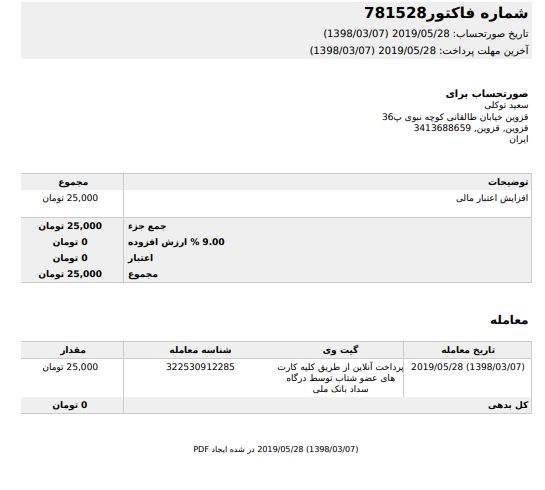 شماره فاکتور781528
تاریخ صورتحساب: 2019/05/28 (1398/03/07)
آخرین مهلت پرداخت: 2019/05/28 (1398/03/07)
صورتحساب برای
سعید توکلی
قزوین خیابان طالقانی کوچه نبوی پ36
قزوین, قزوین, 3413688659
ایران
توضیحات مجموع
افزایش اعتبار مالی 25,000 تومان
جمع جزء 25,000 تومان
9.00 % ارزش افزوده 0 تومان
اعتبار 0 تومان
مجموع 25,000 تومان
معامله
تاریخ معامله گیت وی شناسه معامله مقدار
2019/05/28 (1398/03/07) پرداخت آنلاین از طریق کلیه کارت 322530912285 25,000 تومان
های عضو شتاب توسط درگاه
سداد بانک ملی
کل بدهی 0 تومان
PDF در شده ایجاد 2019/05/28 (1398/03/07)